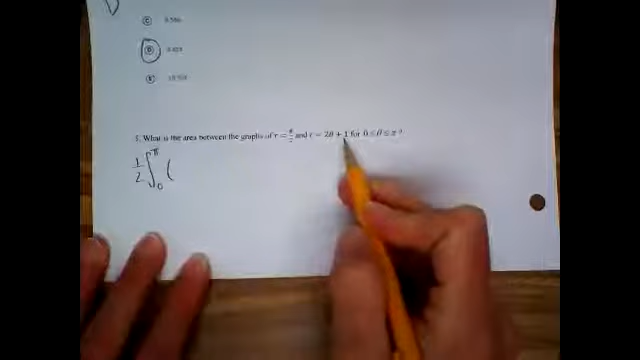 C
D
E
5. What is the area between the graphs of r = θ/2 and r = 2θ + 1 for 0 ≤ θ ≤ π ?
1/2 ∫₀^π (